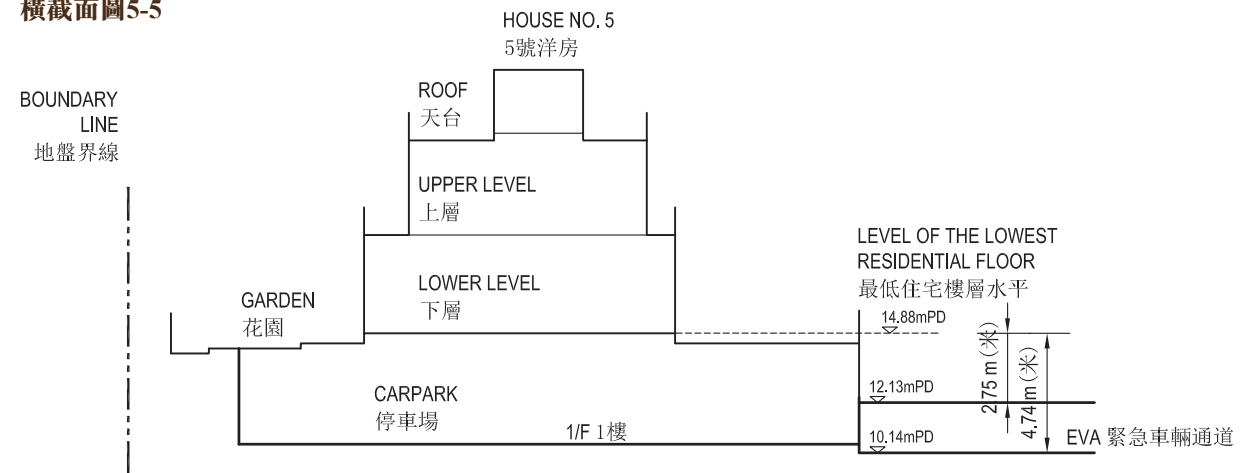 橫截面圖5-5
HOUSE NO. 5
5號洋房
BOUNDARY
LINE
地盤界線
ROOF
天台
UPPER LEVEL
上層
LOWER LEVEL
下層
GARDEN
花園
LEVEL OF THE LOWEST
RESIDENTIAL FLOOR
最低住宅樓層水平
14.88mPD
2.75 m (米)
4.74 m (米)
12.13mPD
CARPARK
停車場
1/F 1樓
10.14mPD
EVA 緊急車輛通道